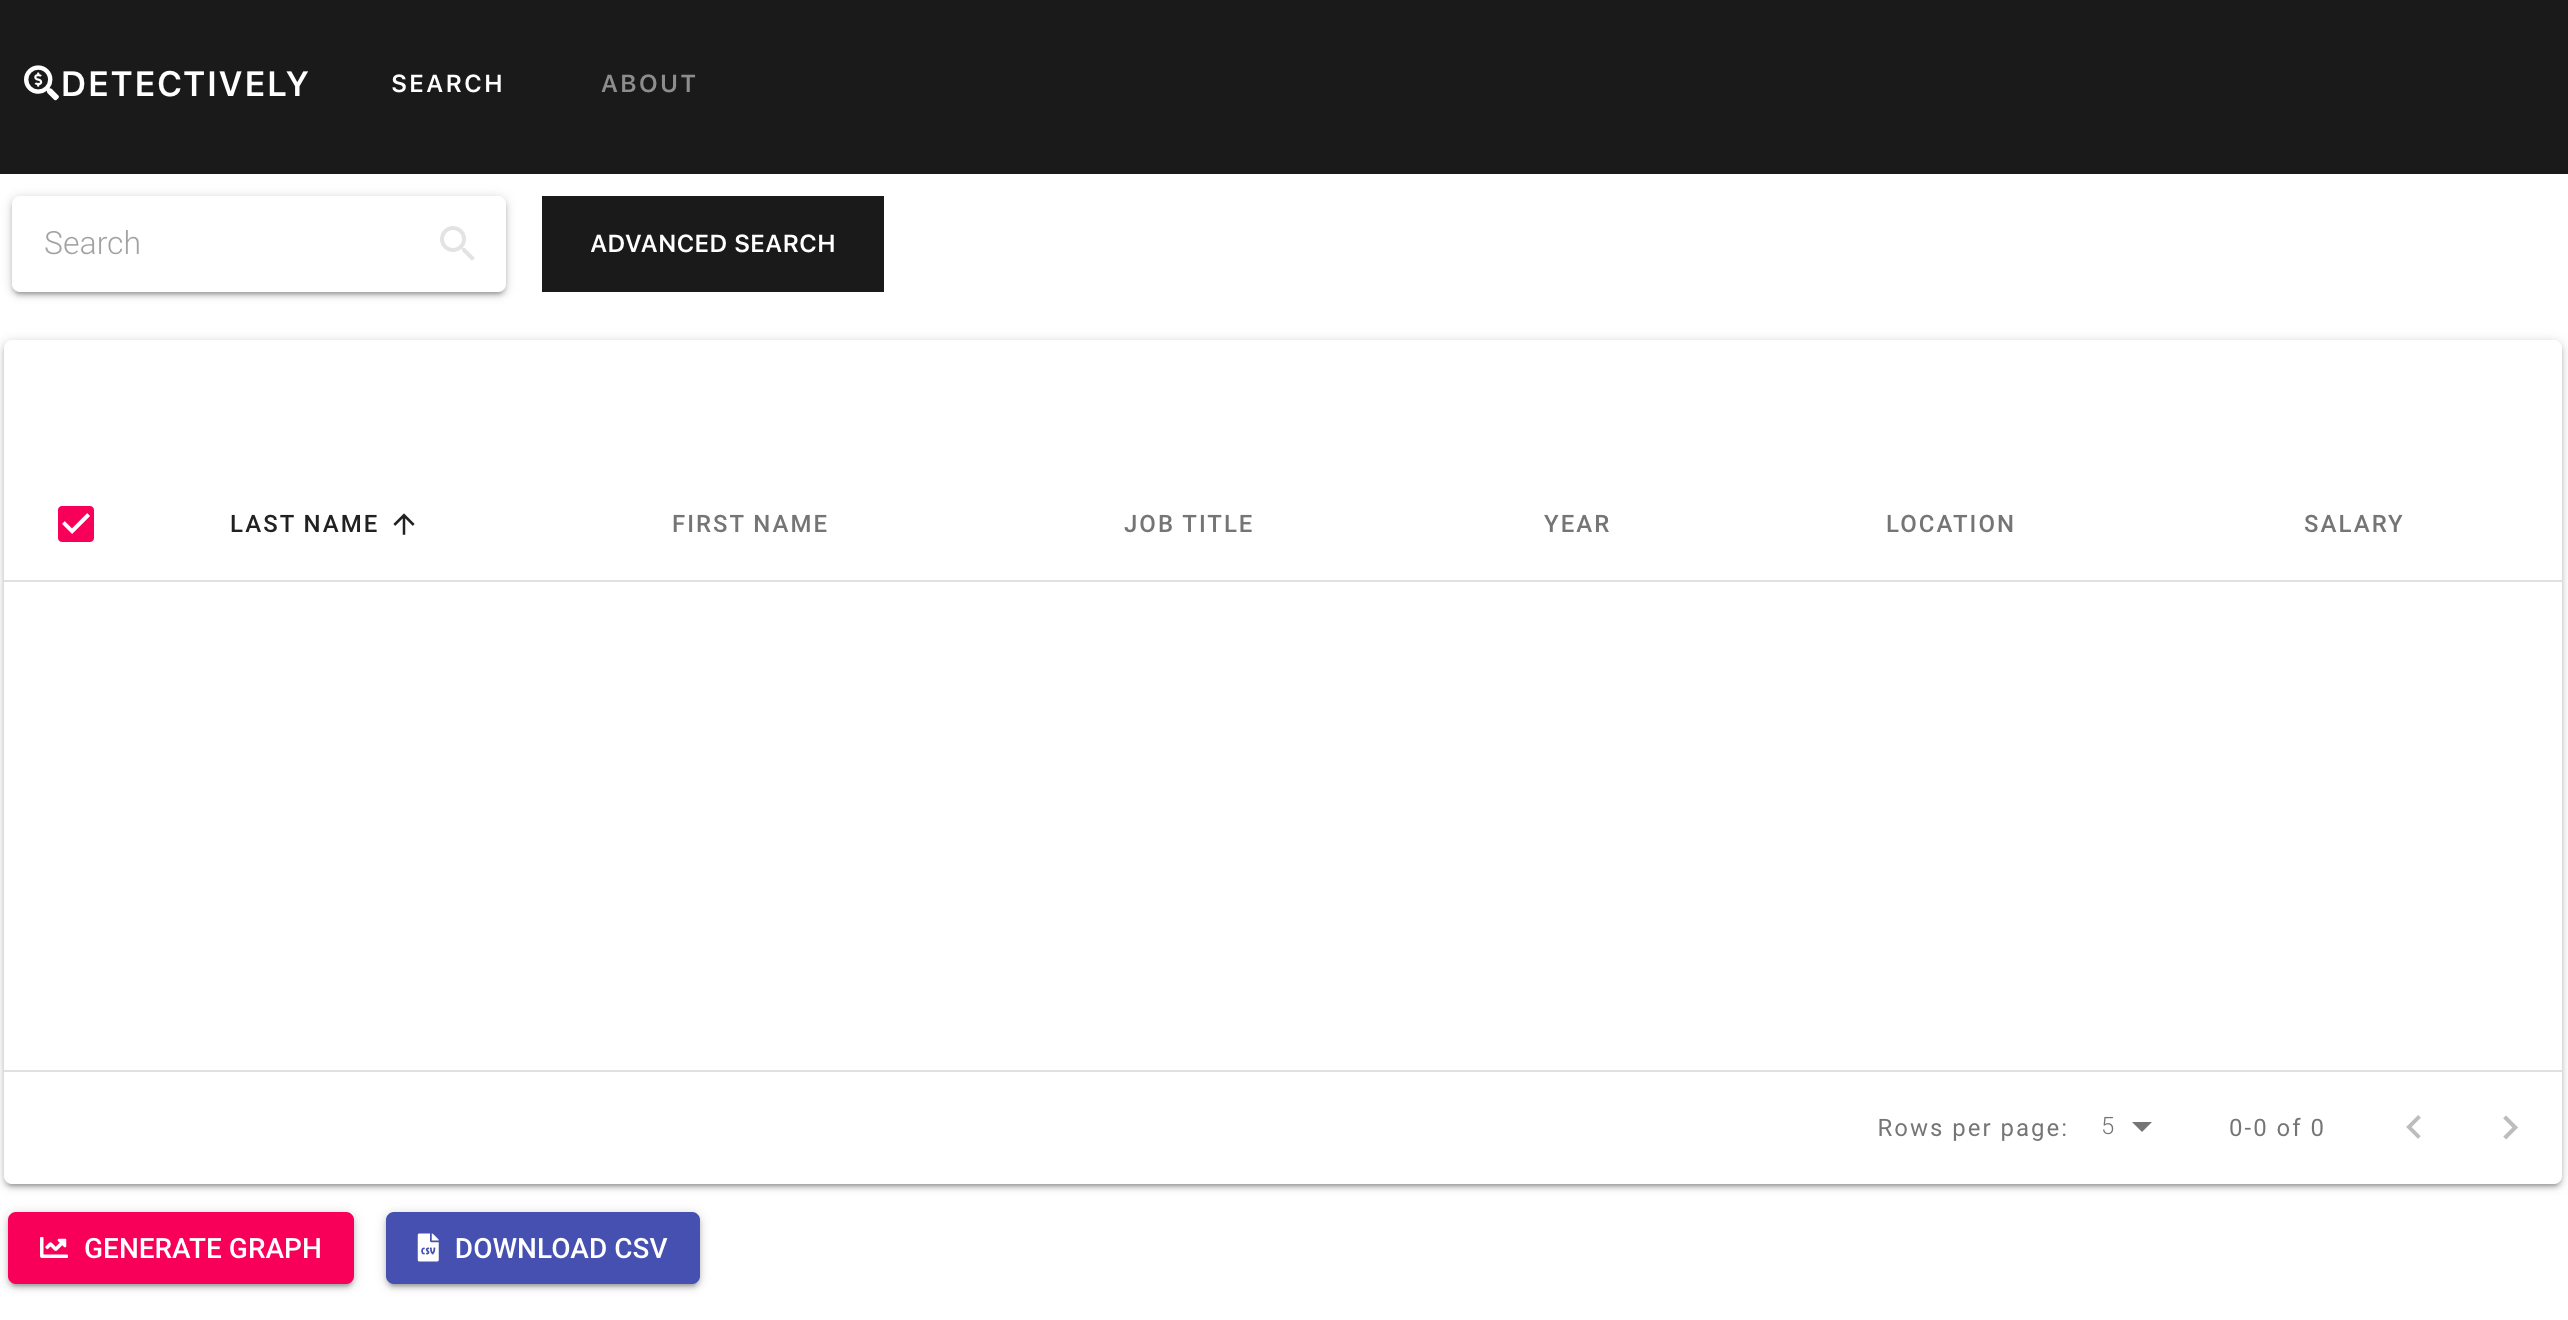 DETECTIVELY SEARCH ABOUT
Search ADVANCED SEARCH
LAST NAME FIRST NAME JOB TITLE YEAR LOCATION SALARY
Rows per page: 5 0-0 of 0
GENERATE GRAPH CSV DOWNLOAD CSV